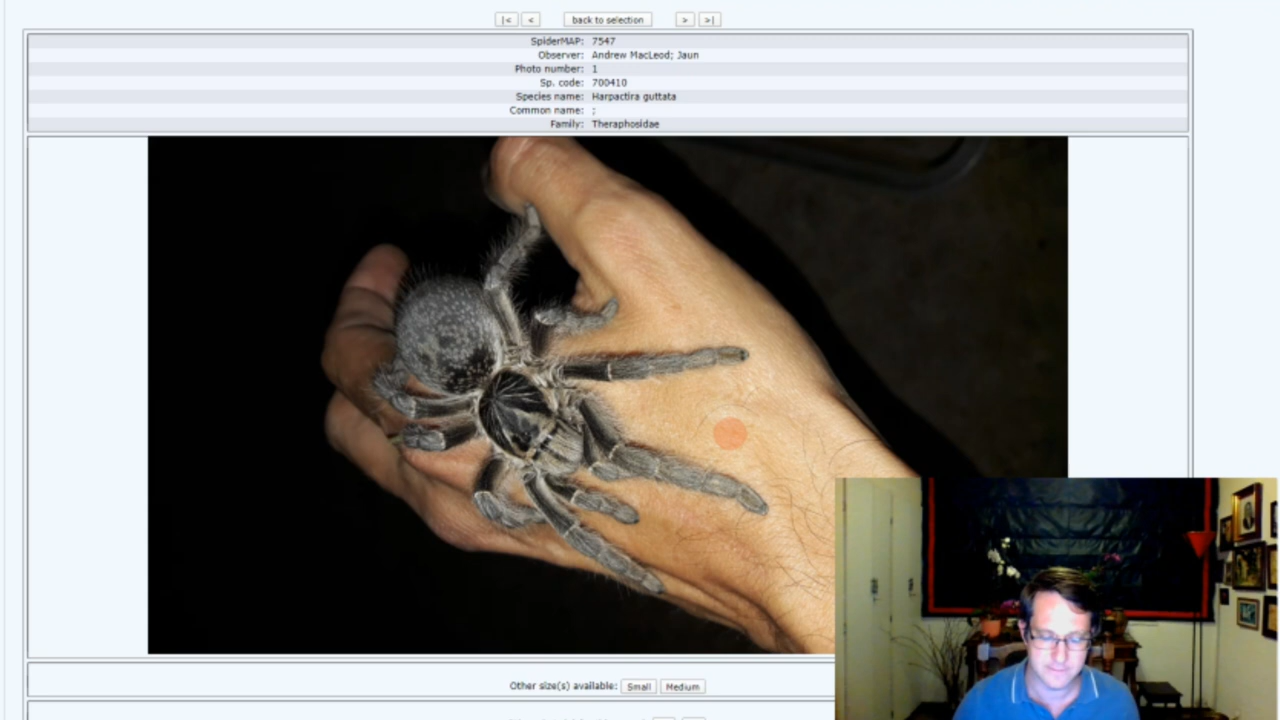 |< < back to selection > >|
SpiderMAP: 7547
Observer: Andrew MacLeod; Jaun
Photo number: 1
Sp. code: 700410
Species name: Harpactira guttata
Common name: ;
Family: Theraphosidae
Other size(s) available: Small Medium